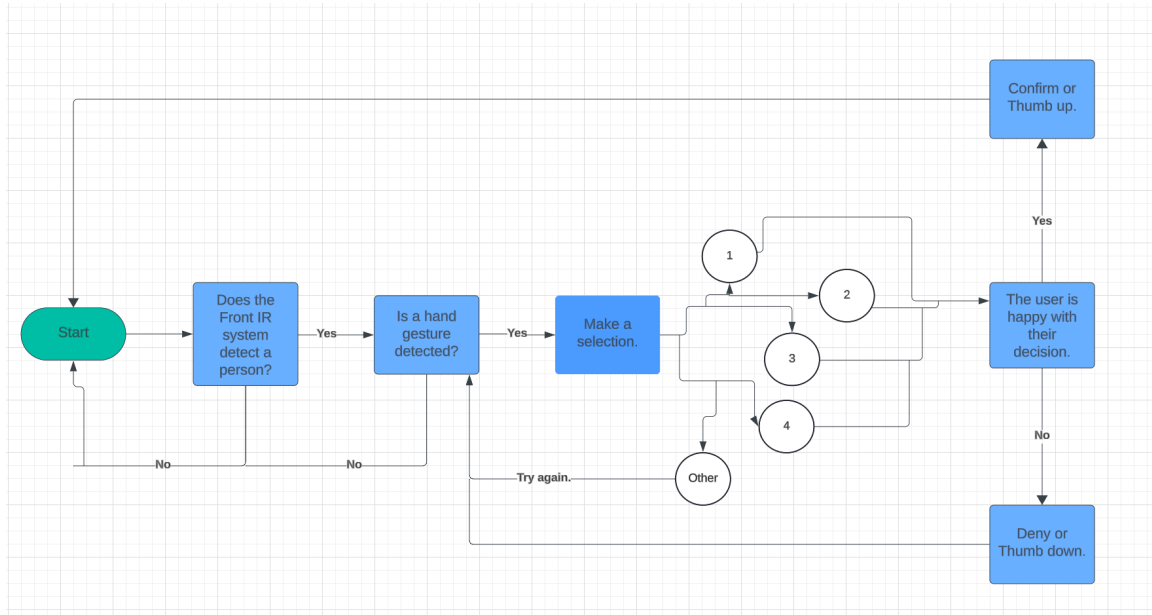 Confirm or
Thumb up.
Yes
1
2
Start
Does the
Front IR
system
detect a
person?
Yes
Is a hand
gesture
detected?
Yes
Make a
selection.
3
The user is
happy with
their
decision.
4
No
No
No
Try again.
Other
Deny or
Thumb down.